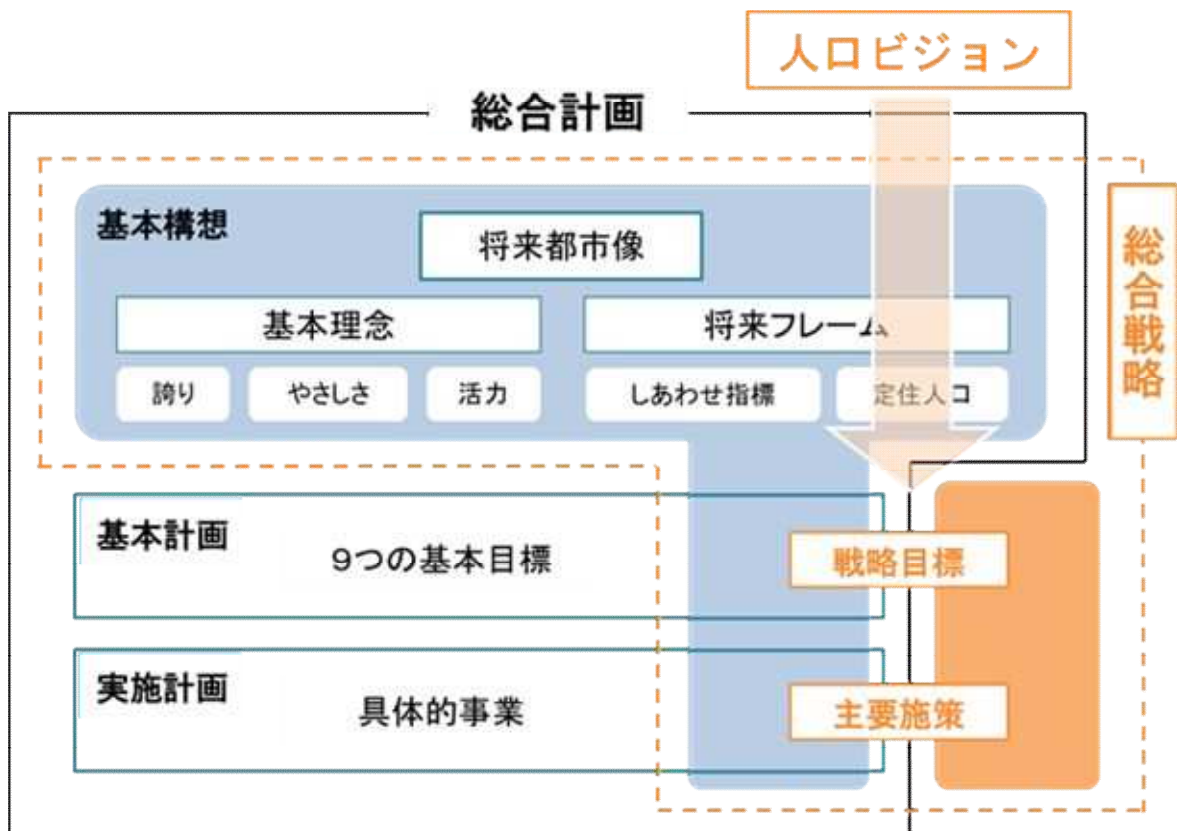 人口ビジョン
総合計画
基本構想
将来都市像
基本理念
将来フレーム
誇り
やさしさ
活力
しあわせ指標
定住人口
総合戦略
基本計画
9つの基本目標
戦略目標
実施計画
具体的事業
主要施策